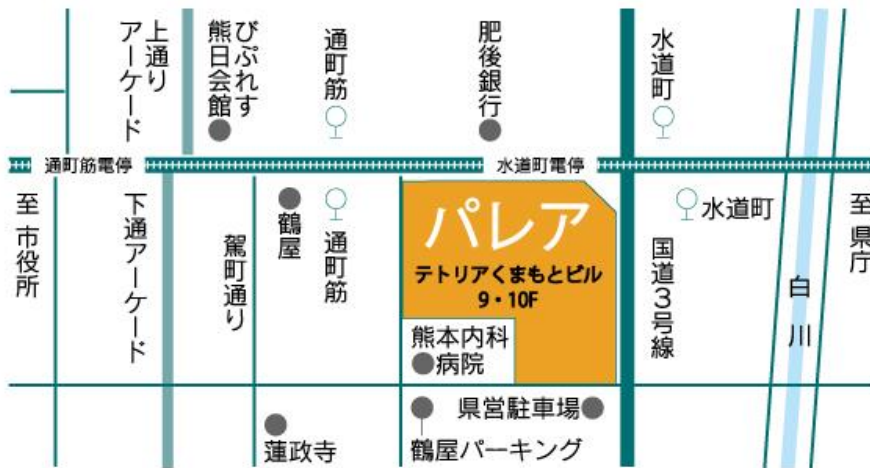 上通り
アーケード
びぷれす
熊日会館
通町筋
肥後銀行
水道町
通町筋電停
水道町電停
至 市役所
下通アーケード
駕町通り
鶴屋
通町筋
パレア
テトリアくまもとビル
9・10F
国道3号線
水道町
白川
至 県庁
熊本内科
病院
蓮政寺
県営駐車場
鶴屋パーキング